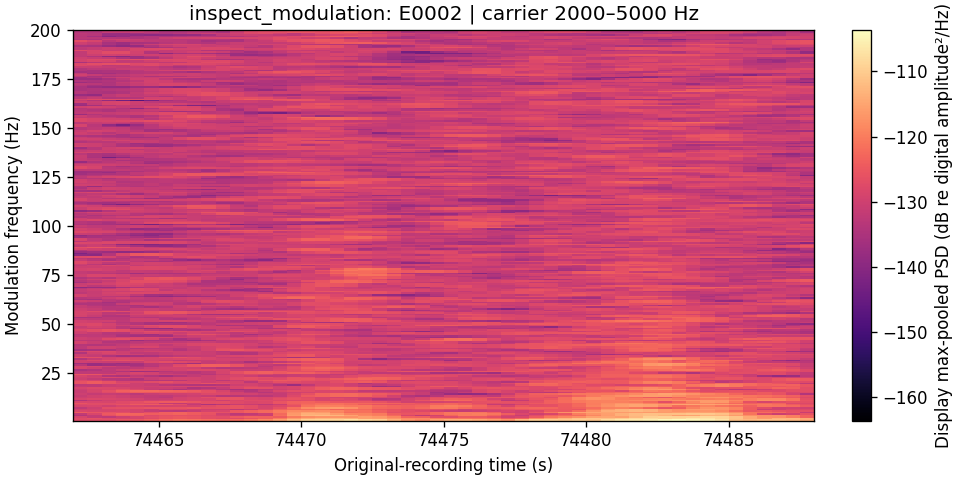 inspect_modulation: E0002 | carrier 2000–5000 Hz
200
175
150
125
100
75
50
25
Modulation frequency (Hz)
74465 74470 74475 74480 74485
Original-recording time (s)
−110
−120
−130
−140
−150
−160
Display max-pooled PSD (dB re digital amplitude²/Hz)